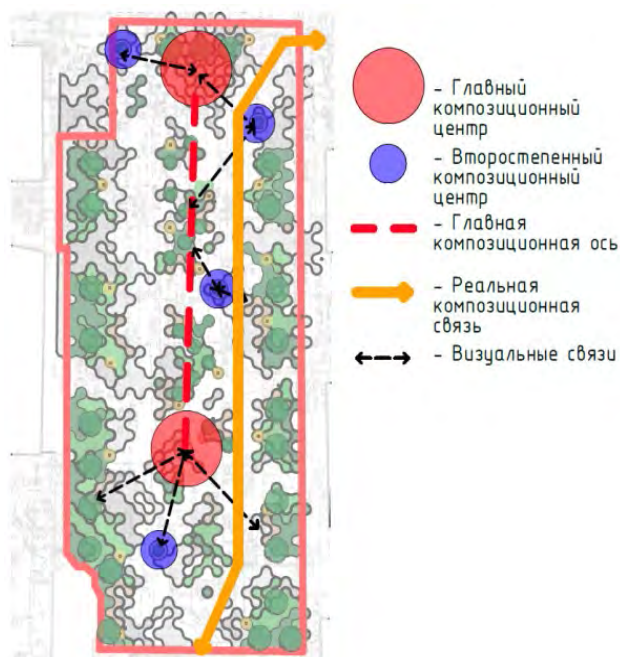 - Главный
композиционный
центр
- Второстепенный
композиционный
центр
- Главная
композиционная ось
- Реальная
композиционная
связь
- Визуальные связи